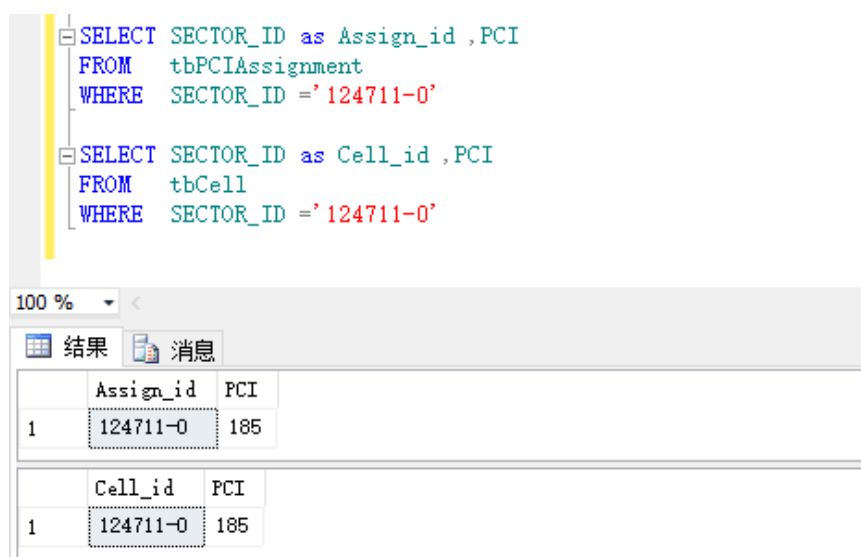 SELECT SECTOR_ID as Assign_id ,PCI
FROM tbPCIAssignment
WHERE SECTOR_ID ='124711-0'
SELECT SECTOR_ID as Cell_id ,PCI
FROM tbCell
WHERE SECTOR_ID ='124711-0'
100 %
结果 消息
Assign_id PCI
1 124711-0 185
Cell_id PCI
1 124711-0 185